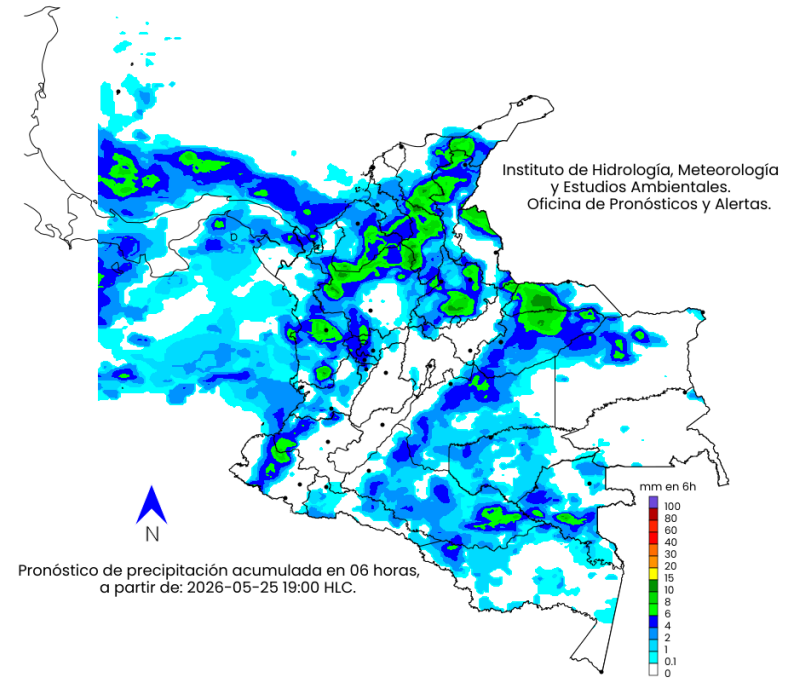 Instituto de Hidrología, Meteorología
y Estudios Ambientales.
Oficina de Pronósticos y Alertas.
mm en 6h
100
80
60
40
30
20
15
10
8
6
4
2
1
0.1
0
N
Pronóstico de precipitación acumulada en 06 horas,
a partir de: 2026-05-25 19:00 HLC.